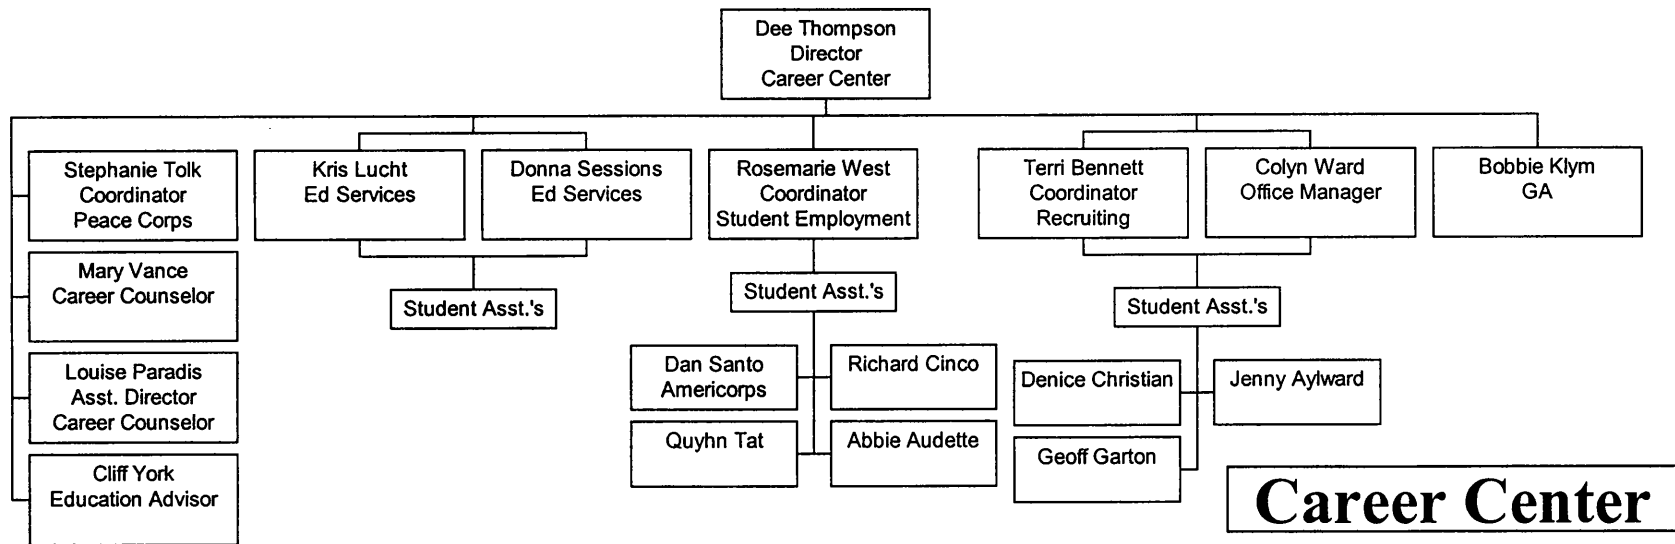 Dee Thompson
Director
Career Center
Stephanie Tolk
Coordinator
Peace Corps
Mary Vance
Career Counselor
Louise Paradis
Asst. Director
Career Counselor
Cliff York
Education Advisor
Kris Lucht
Ed Services
Donna Sessions
Ed Services
Student Asst.'s
Rosemarie West
Coordinator
Student Employment
Student Asst.'s
Dan Santo
Americorps
Richard Cinco
Quyhn Tat
Abbie Audette
Terri Bennett
Coordinator
Recruiting
Colyn Ward
Office Manager
Student Asst.'s
Denice Christian
Jenny Aylward
Geoff Garton
Bobbie Klym
GA
Career Center